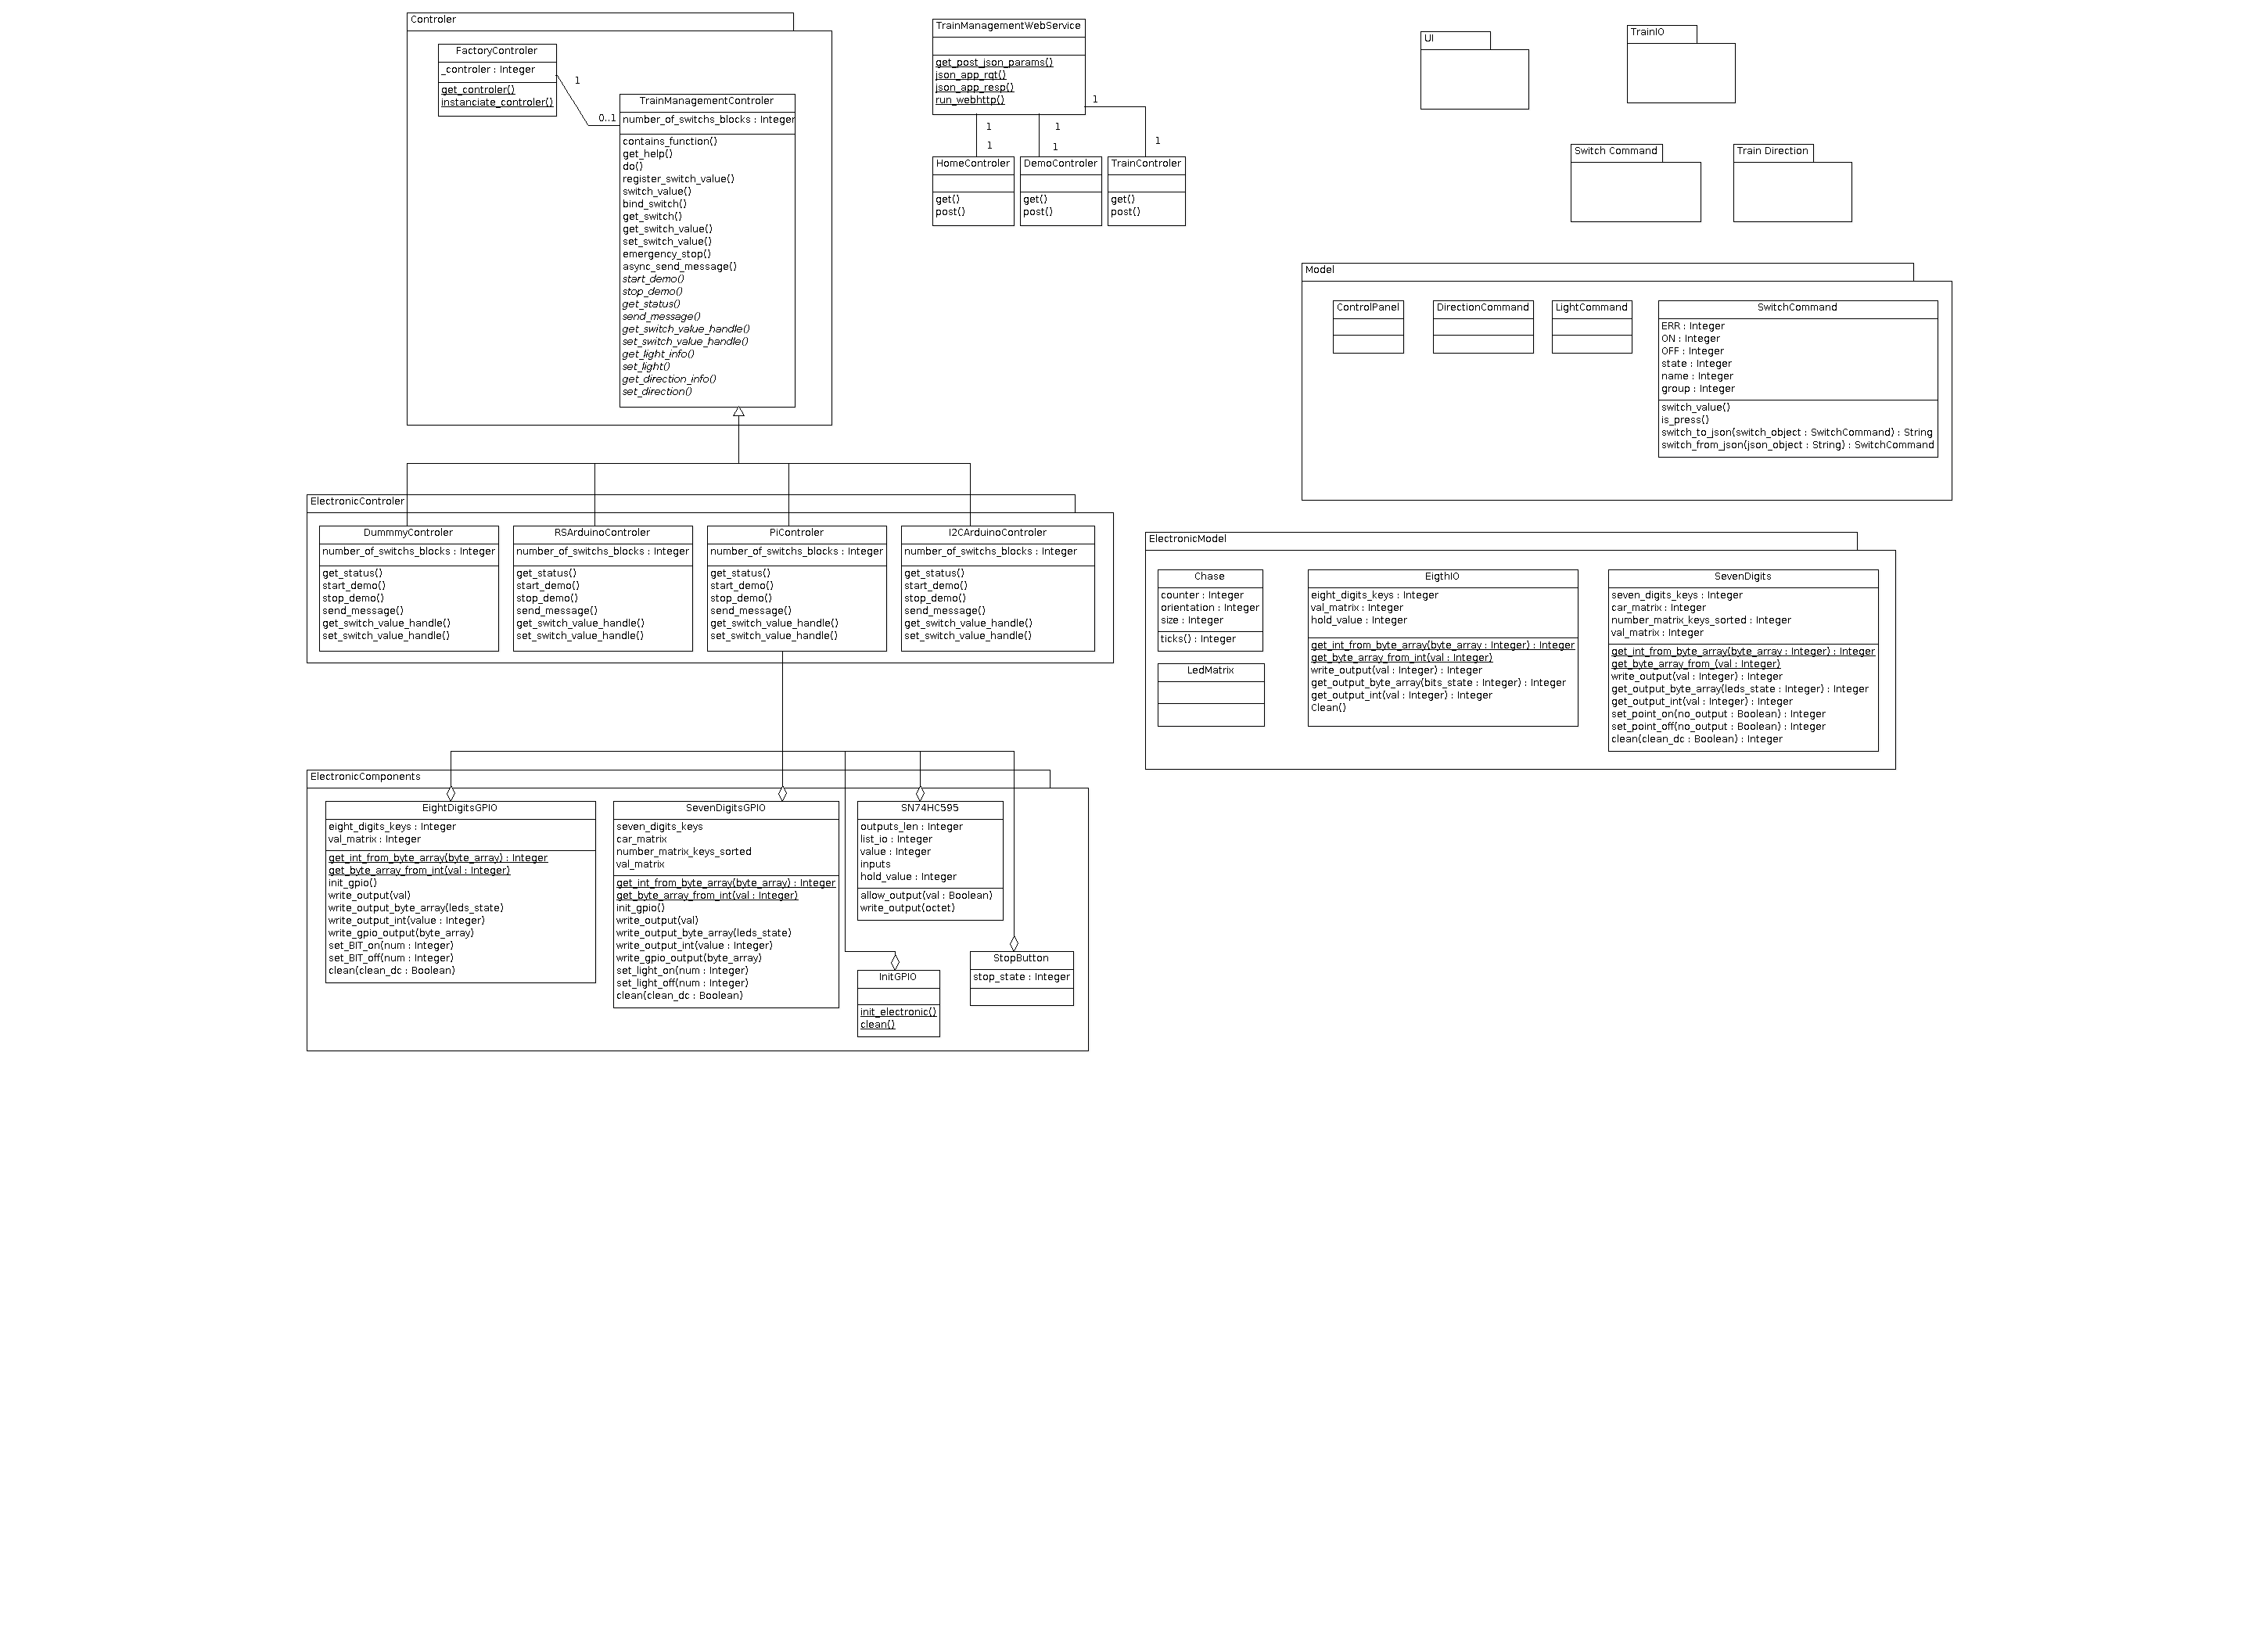 Controler
FactoryControler
_controler : Integer
get_controler()
instanciate_controler()
1
0..1
TrainManagementControler
number_of_switchs_blocks : Integer
contains_function()
get_help()
do()
register_switch_value()
switch_value()
bind_switch()
get_switch()
get_switch_value()
set_switch_value()
emergency_stop()
async_send_message()
start_demo()
stop_demo()
get_status()
send_message()
get_switch_value_handle()
set_switch_value_handle()
get_light_info()
set_light()
get_direction_info()
set_direction()
TrainManagementWebService
get_post_json_params()
json_app_rqt()
json_app_resp()
run_webhttp()
1
1
1
1
1
1
HomeControler
get()
post()
DemoControler
get()
post()
TrainControler
get()
post()
UI
TrainIO
Switch Command
Train Direction
Model
ControlPanel
DirectionCommand
LightCommand
SwitchCommand
ERR : Integer
ON : Integer
OFF : Integer
state : Integer
name : Integer
group : Integer
switch_value()
is_press()
switch_to_json(switch_object : SwitchCommand) : String
switch_from_json(json_object : String) : SwitchCommand
ElectronicControler
DummmyControler
number_of_switchs_blocks : Integer
get_status()
start_demo()
stop_demo()
send_message()
get_switch_value_handle()
set_switch_value_handle()
RSArduinoControler
number_of_switchs_blocks : Integer
get_status()
start_demo()
stop_demo()
send_message()
get_switch_value_handle()
set_switch_value_handle()
PiControler
number_of_switchs_blocks : Integer
get_status()
start_demo()
stop_demo()
send_message()
get_switch_value_handle()
set_switch_value_handle()
I2CArduinoControler
number_of_switchs_blocks : Integer
get_status()
start_demo()
stop_demo()
send_message()
get_switch_value_handle()
set_switch_value_handle()
ElectronicModel
Chase
counter : Integer
orientation : Integer
size : Integer
ticks() : Integer
LedMatrix
EigthIO
eight_digits_keys : Integer
val_matrix : Integer
hold_value : Integer
get_int_from_byte_array(byte_array : Integer) : Integer
get_byte_array_from_int(val : Integer)
write_output(val : Integer) : Integer
get_output_byte_array(bits_state : Integer) : Integer
get_output_int(val : Integer) : Integer
Clean()
SevenDigits
seven_digits_keys : Integer
car_matrix : Integer
number_matrix_keys_sorted : Integer
val_matrix : Integer
get_int_from_byte_array(byte_array : Integer) : Integer
get_byte_array_from_(val : Integer)
write_output(val : Integer) : Integer
get_output_byte_array(leds_state : Integer) : Integer
get_output_int(val : Integer) : Integer
set_point_on(no_output : Boolean) : Integer
set_point_off(no_output : Boolean) : Integer
clean(clean_dc : Boolean) : Integer
ElectronicComponents
EightDigitsGPIO
eight_digits_keys : Integer
val_matrix : Integer
get_int_from_byte_array(byte_array) : Integer
get_byte_array_from_int(val : Integer)
init_gpio()
write_output(val)
write_output_byte_array(leds_state)
write_output_int(value : Integer)
write_gpio_output(byte_array)
set_BIT_on(num : Integer)
set_BIT_off(num : Integer)
clean(clean_dc : Boolean)
SevenDigitsGPIO
seven_digits_keys
car_matrix
number_matrix_keys_sorted
val_matrix
get_int_from_byte_array(byte_array) : Integer
get_byte_array_from_int(val : Integer)
init_gpio()
write_output(val)
write_output_byte_array(leds_state)
write_output_int(value : Integer)
write_gpio_output(byte_array)
set_light_on(num : Integer)
set_light_off(num : Integer)
clean(clean_dc : Boolean)
SN74HC595
outputs_len : Integer
list_io : Integer
value : Integer
inputs
hold_value : Integer
allow_output(val : Boolean)
write_output(octet)
InitGPIO
init_electronic()
clean()
StopButton
stop_state : Integer